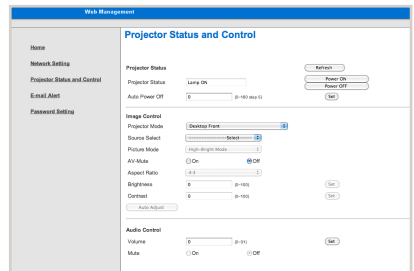 Web Management
Projector Status and Control
Home
Network Setting
Projector Status and Control
E-mail Alert
Password Setting
Projector Status Refresh
Projector Status Lamp ON Power ON
Power OFF
Auto Power Off 0 (0~180 step 5) Set
Image Control
Projector Mode Desktop Front
Source Select --------------------Select--
Picture Mode High-Bright Mode
AV-Mute On Off
Aspect Ratio 4:3
Brightness 0 (0~100) Set
Contrast 0 (0~100) Set
Auto Adjust
Audio Control
Volume 0 (0~31) Set
Mute On Off